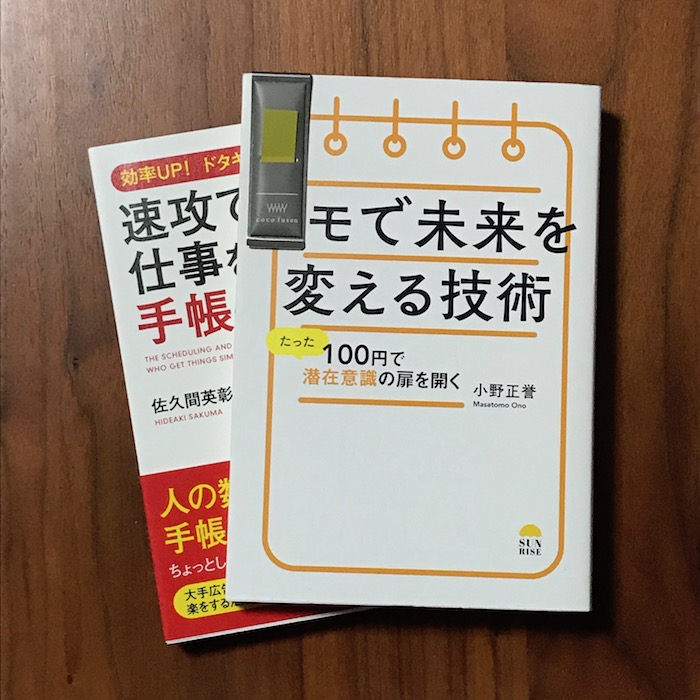 効率UP! ドタキ
速攻で
仕事を
手帳
THE SCHEDULING AND
WHO GET THINGS SIM
佐久間英彰
HIDEAKI SAKUMA
人の数
手帳
ちょっとし
大手広告
楽をする
coco fusen
モで未来を
変える技術
たった
100円で
潜在意識の扉を開く
小野正誉
Masatomo Ono
SUN
RISE